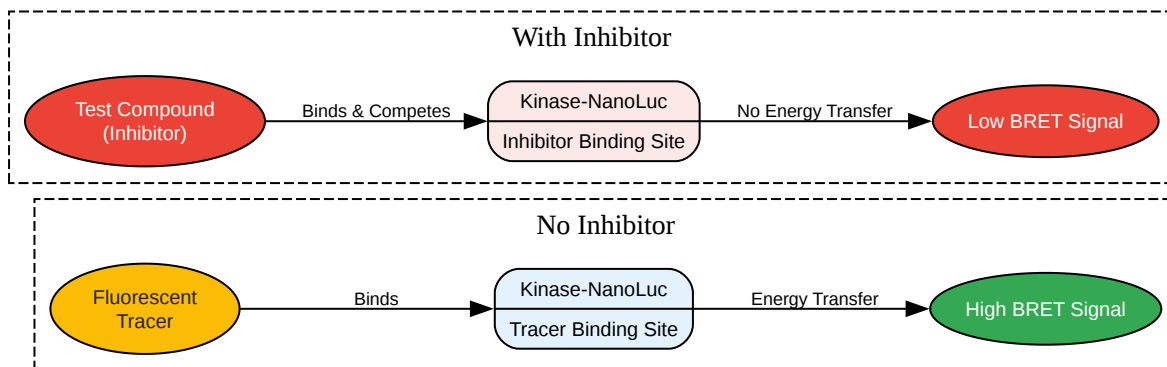 With Inhibitor
Test Compound
(Inhibitor)
Binds & Competes
Kinase-NanoLuc
Inhibitor Binding Site
No Energy Transfer
Low BRET Signal
No Inhibitor
Fluorescent
Tracer
Binds
Kinase-NanoLuc
Tracer Binding Site
Energy Transfer
High BRET Signal